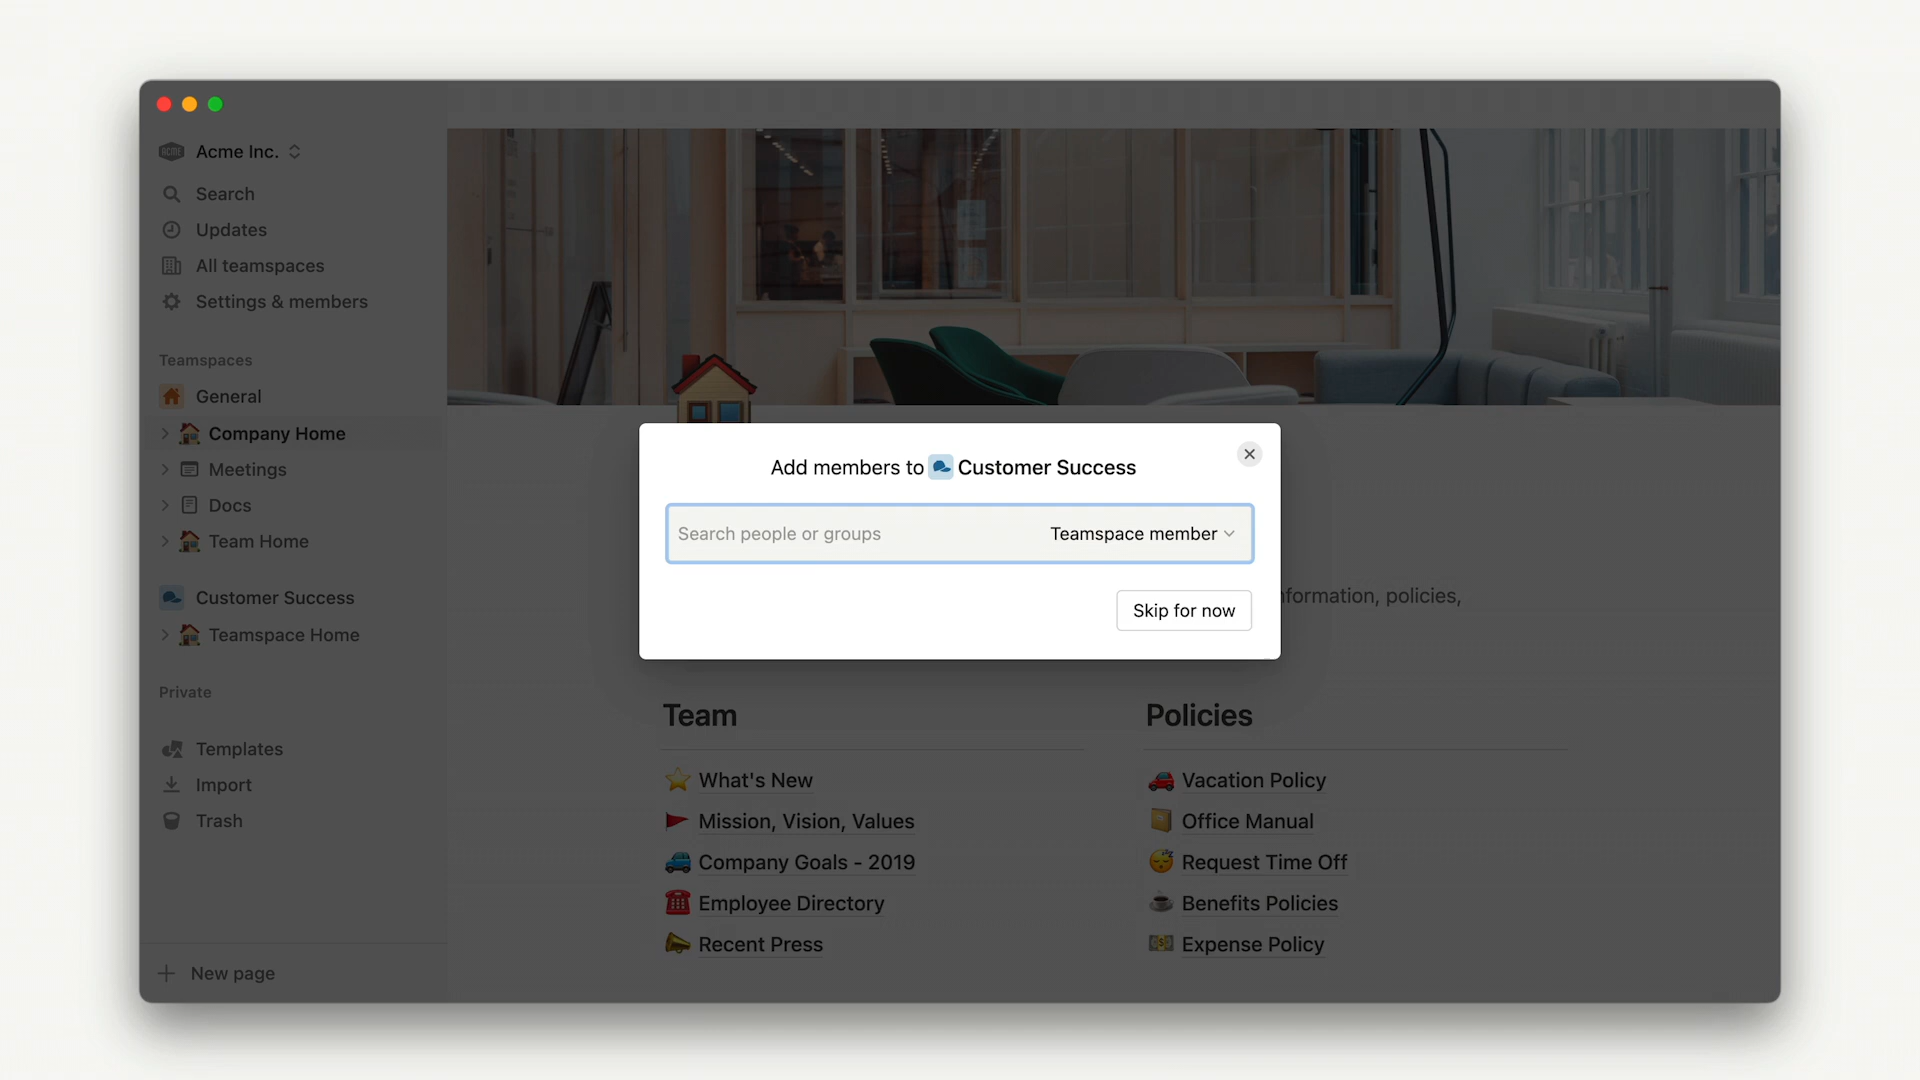 ACME
Acme Inc.
Search
Updates
All teamspaces
Settings & members
Teamspaces
General
Company Home
Meetings
Docs
Team Home
Customer Success
Teamspace Home
Private
Templates
Import
Trash
New page
Add members to Customer Success
Search people or groups
Teamspace member
Skip for now
formation, policies,
Team
What's New
Mission, Vision, Values
Company Goals - 2019
Employee Directory
Recent Press
Policies
Vacation Policy
Office Manual
Request Time Off
Benefits Policies
Expense Policy